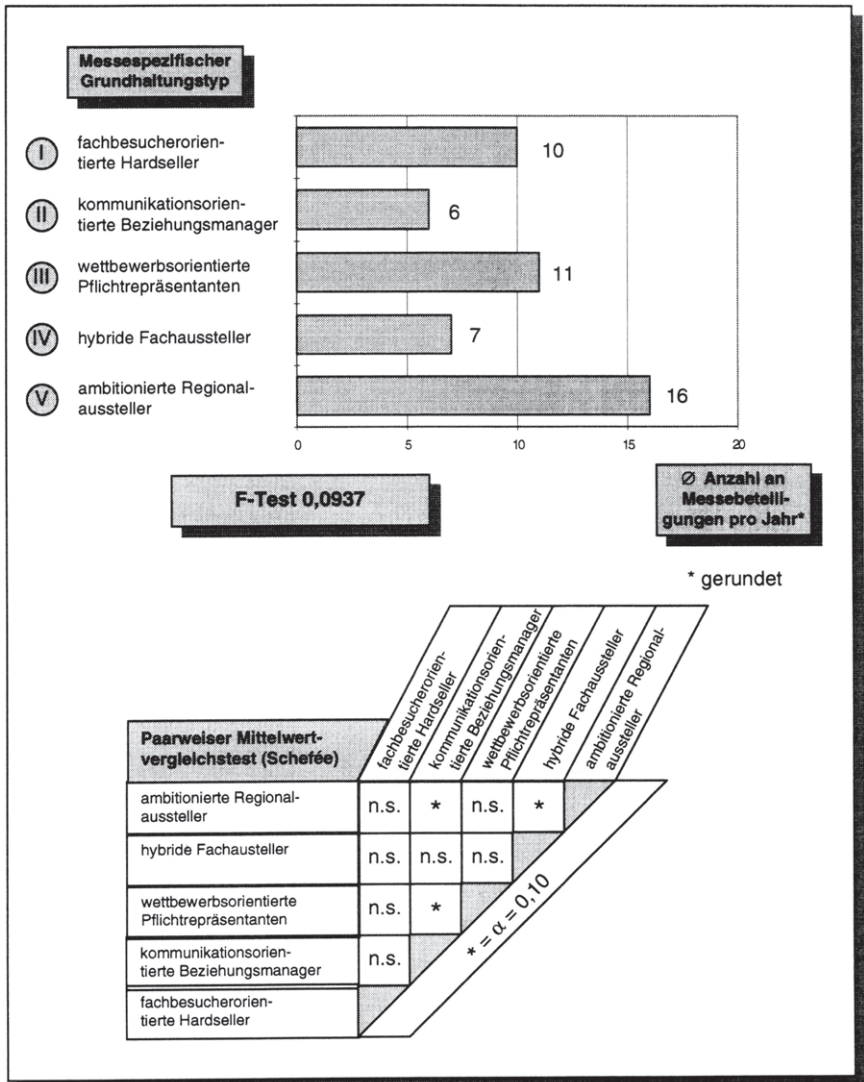 Messespezifischer
Grundhaltungstyp
I
fachbesucherorien-
tierte Hardseller
10
II
kommunikationsorien-
tierte Beziehungsmanager
6
III
wettbewerbsorientierte
Pflichtrepräsentanten
11
IV
hybride Fachaussteller
7
V
ambitionierte Regional-
aussteller
16
0 5 10 15 20
F-Test 0,0937
Ø Anzahl an
Messebeteili-
gungen pro Jahr*
* gerundet
fachbesucherorien-
tierte Hardseller
kommunikationsorien-
tierte Beziehungsmanager
wettbewerbsorientierte
Pflichtrepräsentanten
hybride Fachaussteller
ambitionierte Regional-
aussteller
Paarweiser Mittelwert-
vergleichstest (Schefée)
ambitionierte Regional-
aussteller
n.s. * n.s. *
hybride Fachausteller
n.s. n.s. n.s.
wettbewerbsorientierte
Pflichtrepräsentanten
n.s. *
kommunikationsorien-
tierte Beziehungsmanager
n.s.
fachbesucherorien-
tierte Hardseller
* = α = 0,10